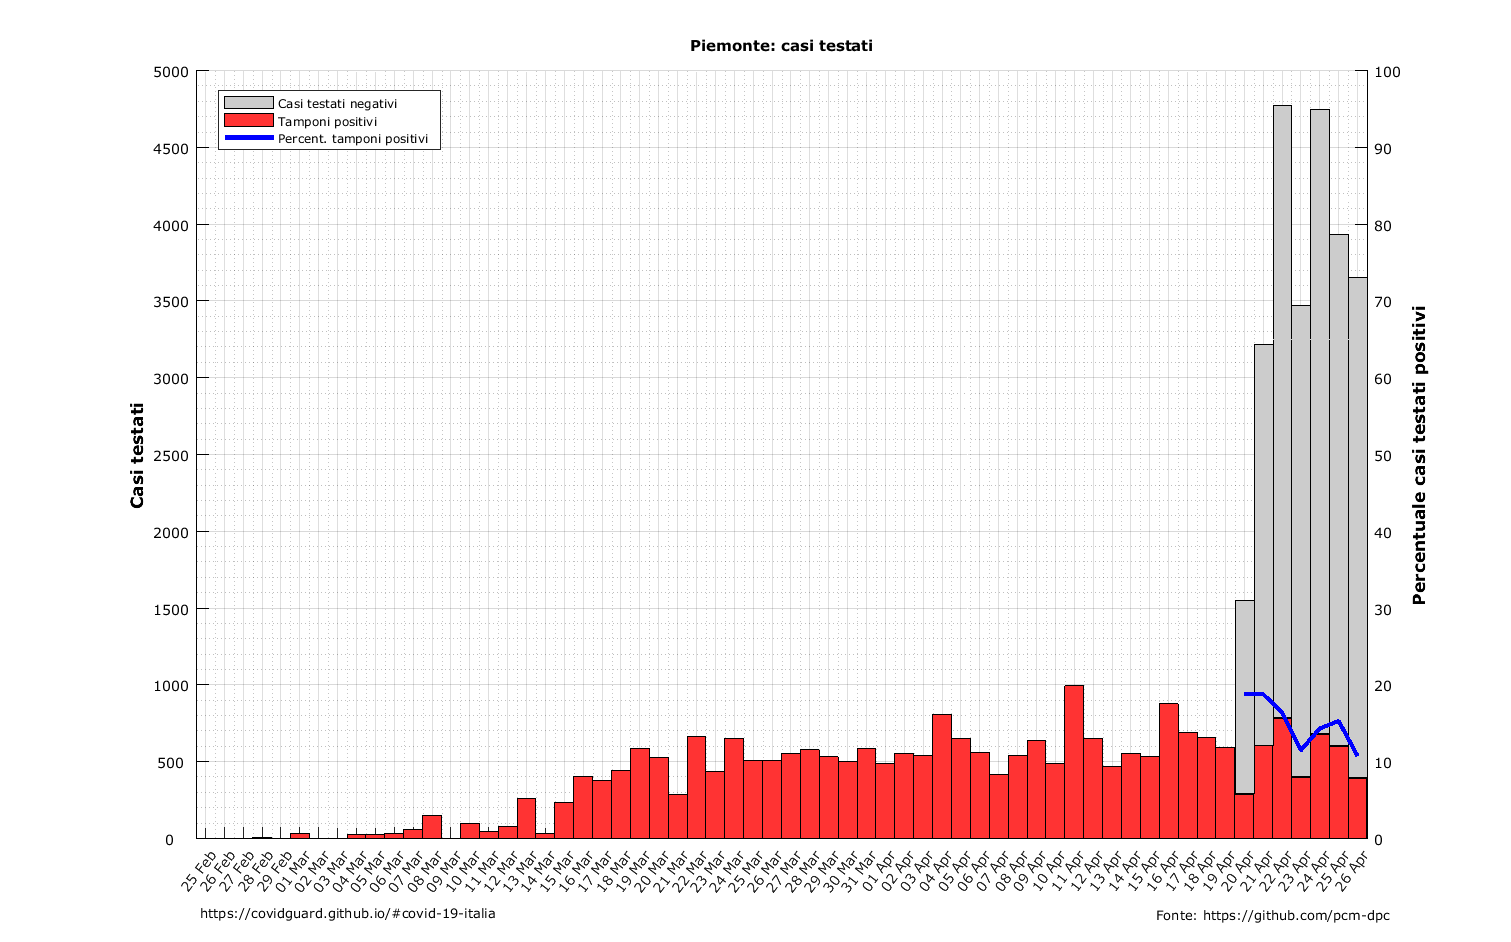 Piemonte: casi testati
Casi testati negativi
Tamponi positivi
Percent. tamponi positivi
5000
4500
4000
3500
3000
2500
2000
1500
1000
500
0
Casi testati
100
90
80
70
60
50
40
30
20
10
0
Percentuale casi testati positivi
25 Feb
26 Feb
27 Feb
28 Feb
29 Feb
01 Mar
02 Mar
03 Mar
04 Mar
05 Mar
06 Mar
07 Mar
08 Mar
09 Mar
10 Mar
11 Mar
12 Mar
13 Mar
14 Mar
15 Mar
16 Mar
17 Mar
18 Mar
19 Mar
20 Mar
21 Mar
22 Mar
23 Mar
24 Mar
25 Mar
26 Mar
27 Mar
28 Mar
29 Mar
30 Mar
31 Mar
01 Apr
02 Apr
03 Apr
04 Apr
05 Apr
06 Apr
07 Apr
08 Apr
09 Apr
10 Apr
11 Apr
12 Apr
13 Apr
14 Apr
15 Apr
16 Apr
17 Apr
18 Apr
19 Apr
20 Apr
21 Apr
22 Apr
23 Apr
24 Apr
25 Apr
26 Apr
https://covidguard.github.io/#covid-19-italia
Fonte: https://github.com/pcm-dpc